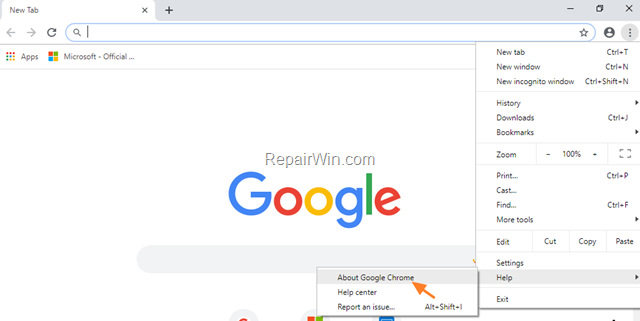 New Tab
Apps
Microsoft - Official ...
New tab Ctrl+T
New window Ctrl+N
New incognito window Ctrl+Shift+N
History
Downloads Ctrl+J
Bookmarks
Zoom - 100% +
Print... Ctrl+P
Cast...
Find... Ctrl+F
More tools
Edit Cut Copy Paste
Settings
Help
Exit
RepairWin.com
Google
About Google Chrome
Help center
Report an issue... Alt+Shift+I